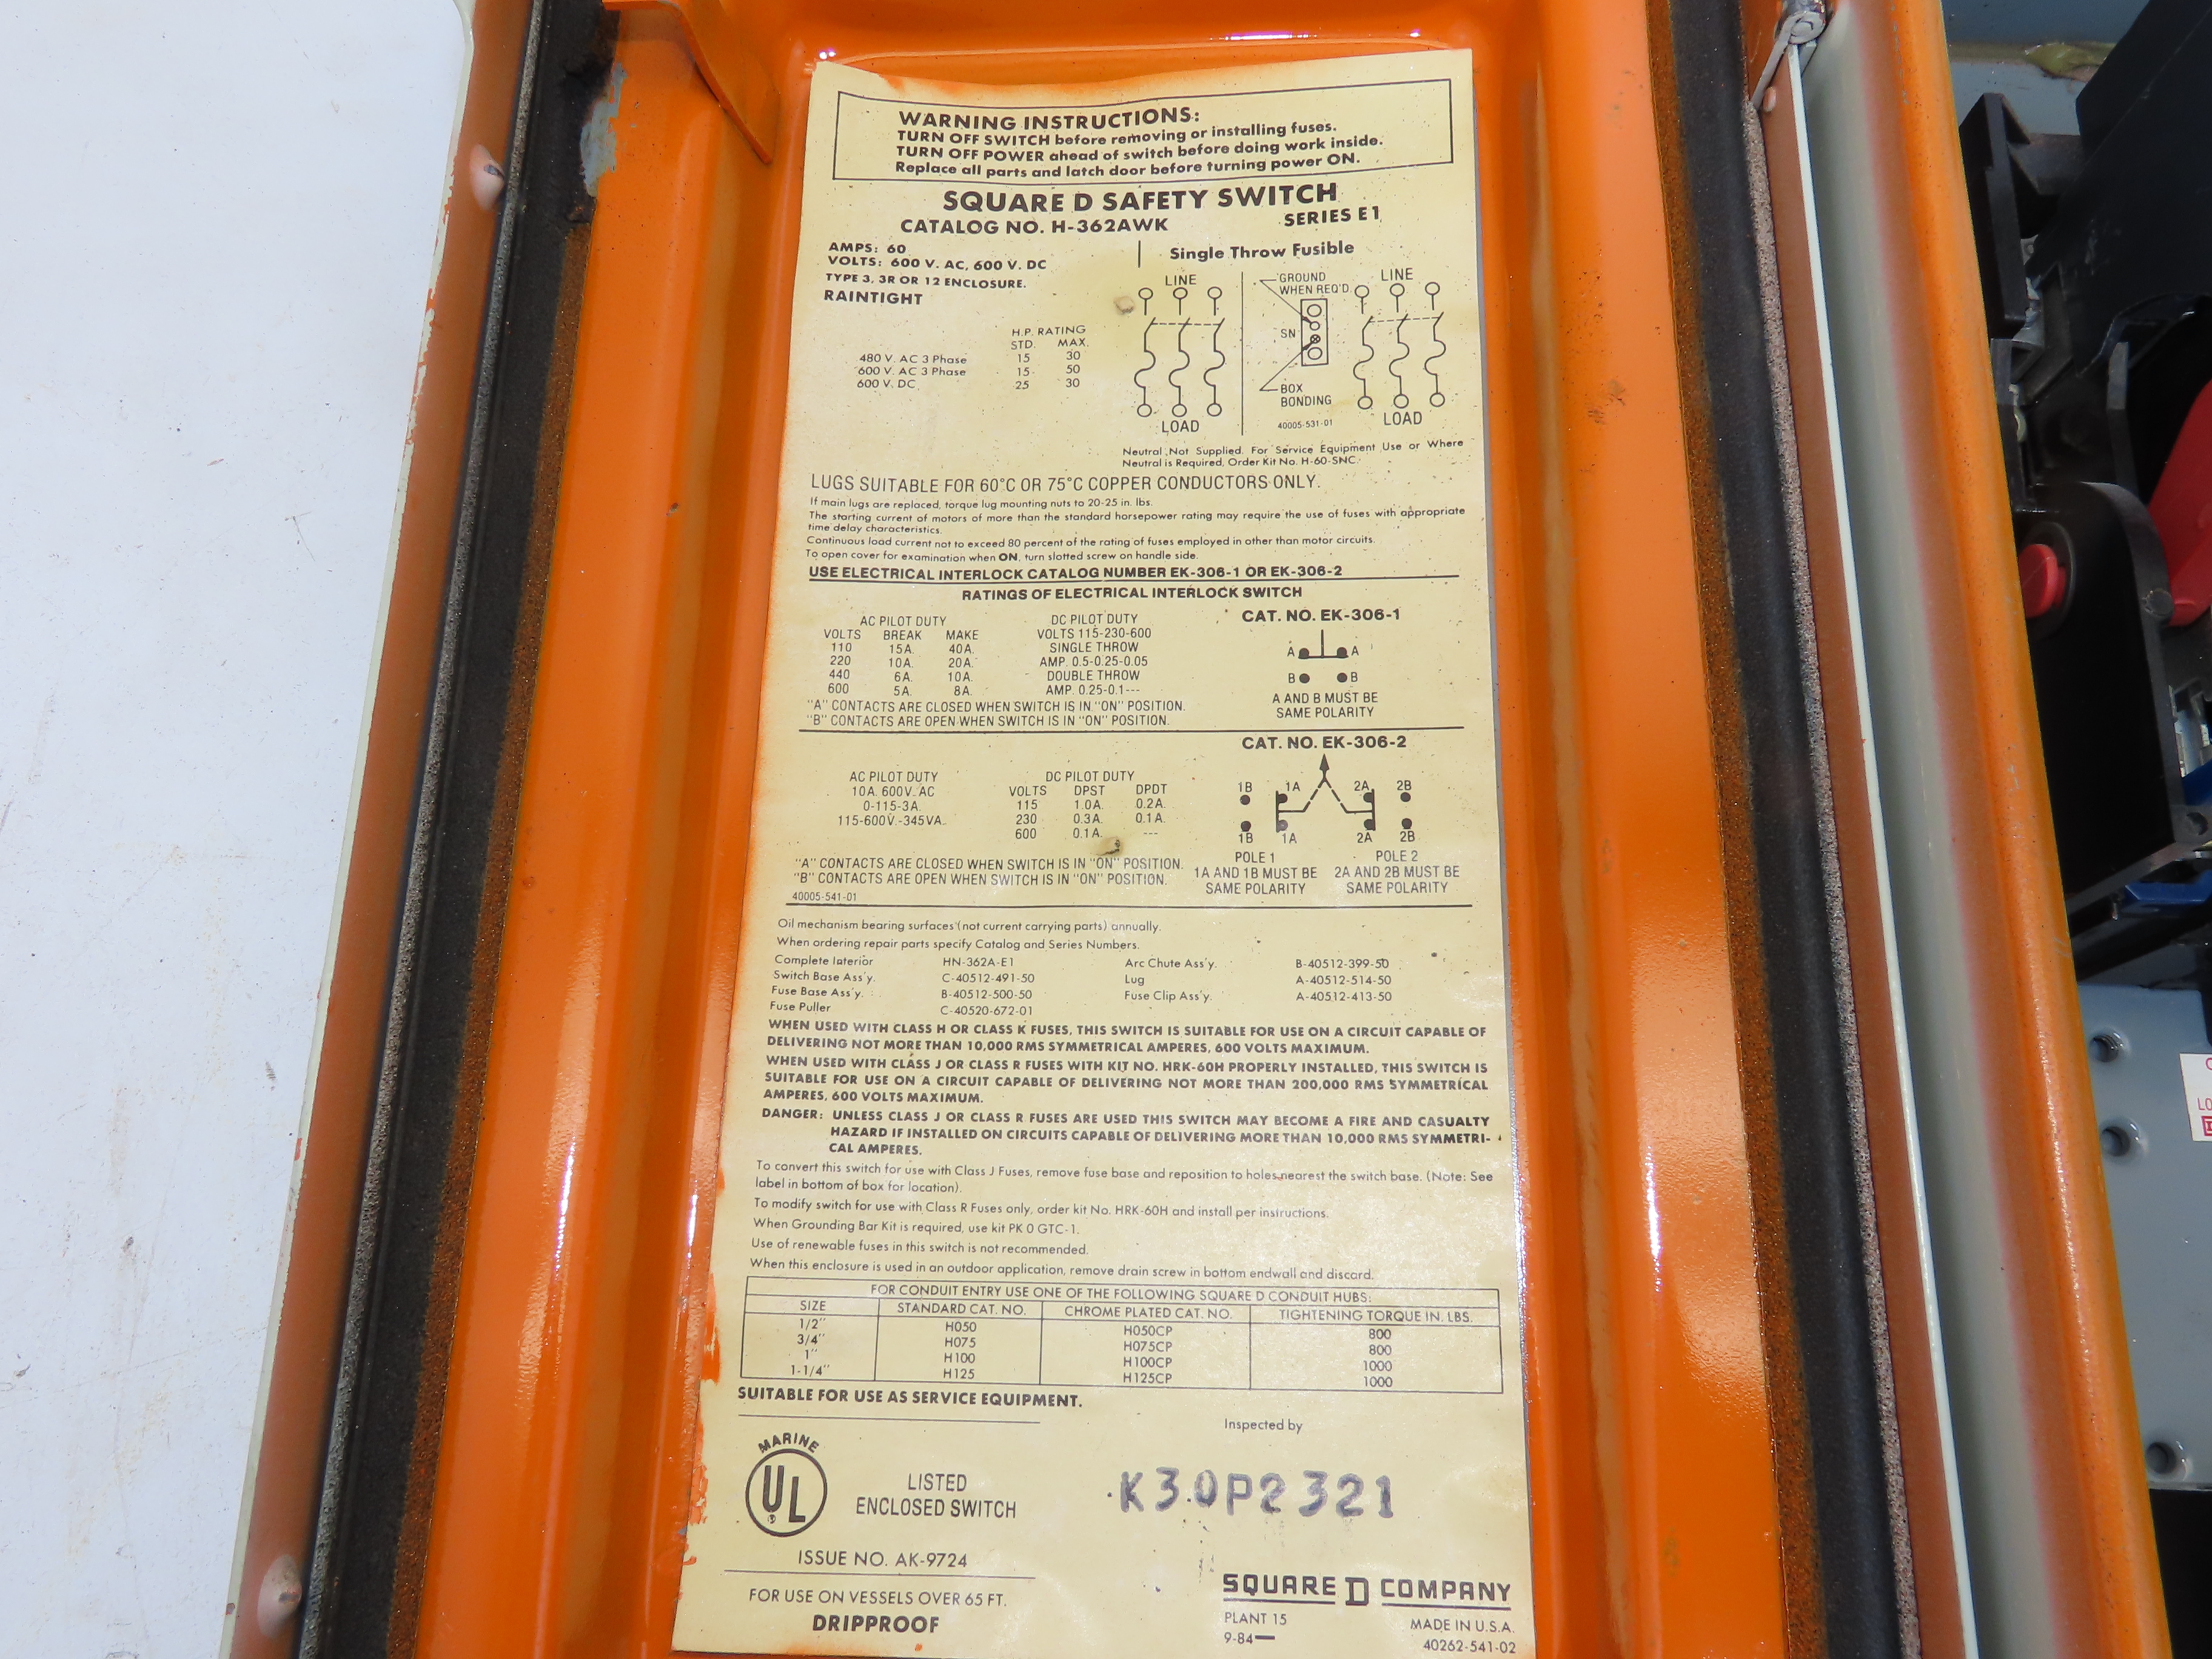 WARNING INSTRUCTIONS:
TURN OFF SWITCH before removing or installing fuses.
TURN OFF POWER ahead of switch before doing work inside.
Replace all parts and latch door before turning power ON.
SQUARE D SAFETY SWITCH
CATALOG NO. H-362AWK SERIES E1
AMPS: 60
VOLTS: 600 V. AC, 600 V. DC
TYPE 3, 3R OR 12 ENCLOSURE.
RAINTIGHT
H.P. RATING
STD. MAX.
480 V. AC 3 Phase 15 30
600 V. AC 3 Phase 15 50
600 V. DC 25 30
Single Throw Fusible
LINE
LOAD
GROUND
WHEN REQ'D.
SN
BOX
BONDING
40005-531-01
LINE
LOAD
Neutral Not Supplied. For Service Equipment Use or Where
Neutral is Required, Order Kit No. H-60-SNC.
LUGS SUITABLE FOR 60°C OR 75°C COPPER CONDUCTORS ONLY.
If main lugs are replaced, torque lug mounting nuts to 20-25 in. lbs.
The starting current of motors of more than the standard horsepower rating may require the use of fuses with appropriate
time delay characteristics.
Continuous load current not to exceed 80 percent of the rating of fuses employed in other than motor circuits.
To open cover for examination when ON, turn slotted screw on handle side.
USE ELECTRICAL INTERLOCK CATALOG NUMBER EK-306-1 OR EK-306-2
RATINGS OF ELECTRICAL INTERLOCK SWITCH
AC PILOT DUTY
VOLTS BREAK MAKE
110 15A. 40A.
220 10A. 20A.
440 6A. 10A.
600 5A. 8A.
DC PILOT DUTY
VOLTS 115-230-600
SINGLE THROW
AMP. 0.5-0.25-0.05
DOUBLE THROW
AMP. 0.25-0.1---
CAT. NO. EK-306-1
A A
B B
A AND B MUST BE
SAME POLARITY
"A" CONTACTS ARE CLOSED WHEN SWITCH IS IN "ON" POSITION.
"B" CONTACTS ARE OPEN WHEN SWITCH IS IN "ON" POSITION.
CAT. NO. EK-306-2
AC PILOT DUTY
10A. 600V. AC
0-115-3A.
115-600V.-345VA.
DC PILOT DUTY
VOLTS DPST DPDT
115 1.0A. 0.2A.
230 0.3A. 0.1A.
600 0.1A. ---
1B 1A 2A 2B
1B 1A 2A 2B
POLE 1 POLE 2
1A AND 1B MUST BE 2A AND 2B MUST BE
SAME POLARITY SAME POLARITY
"A" CONTACTS ARE CLOSED WHEN SWITCH IS IN "ON" POSITION.
"B" CONTACTS ARE OPEN WHEN SWITCH IS IN "ON" POSITION.
40005-541-01
Oil mechanism bearing surfaces (not current carrying parts) annually.
When ordering repair parts specify Catalog and Series Numbers.
Complete Interior HN-362A-E1 Arc Chute Ass'y. B-40512-399-50
Switch Base Ass'y. C-40512-491-50 Lug A-40512-514-50
Fuse Base Ass'y. B-40512-500-50 Fuse Clip Ass'y. A-40512-413-50
Fuse Puller C-40520-672-01
WHEN USED WITH CLASS H OR CLASS K FUSES, THIS SWITCH IS SUITABLE FOR USE ON A CIRCUIT CAPABLE OF
DELIVERING NOT MORE THAN 10,000 RMS SYMMETRICAL AMPERES, 600 VOLTS MAXIMUM.
WHEN USED WITH CLASS J OR CLASS R FUSES WITH KIT NO. HRK-60H PROPERLY INSTALLED, THIS SWITCH IS
SUITABLE FOR USE ON A CIRCUIT CAPABLE OF DELIVERING NOT MORE THAN 200,000 RMS SYMMETRICAL
AMPERES, 600 VOLTS MAXIMUM.
DANGER: UNLESS CLASS J OR CLASS R FUSES ARE USED THIS SWITCH MAY BECOME A FIRE AND CASUALTY
HAZARD IF INSTALLED ON CIRCUITS CAPABLE OF DELIVERING MORE THAN 10,000 RMS SYMMETRI-
CAL AMPERES.
To convert this switch for use with Class J Fuses, remove fuse base and reposition to holes nearest the switch base. (Note: See
label in bottom of box for location).
To modify switch for use with Class R Fuses only, order kit No. HRK-60H and install per instructions.
When Grounding Bar Kit is required, use kit PK 0 GTC-1.
Use of renewable fuses in this switch is not recommended.
When this enclosure is used in an outdoor application, remove drain screw in bottom endwall and discard.
FOR CONDUIT ENTRY USE ONE OF THE FOLLOWING SQUARE D CONDUIT HUBS:
SIZE STANDARD CAT. NO. CHROME PLATED CAT. NO. TIGHTENING TORQUE IN. LBS.
1/2" H050 H050CP 800
3/4" H075 H075CP 800
1" H100 H100CP 1000
1-1/4" H125 H125CP 1000
SUITABLE FOR USE AS SERVICE EQUIPMENT.
Inspected by
MARINE
UL
LISTED
ENCLOSED SWITCH
K30P2321
ISSUE NO. AK-9724
FOR USE ON VESSELS OVER 65 FT.
DRIPPROOF
SQUARE D COMPANY
PLANT 15 MADE IN U.S.A.
9-84 40262-541-02